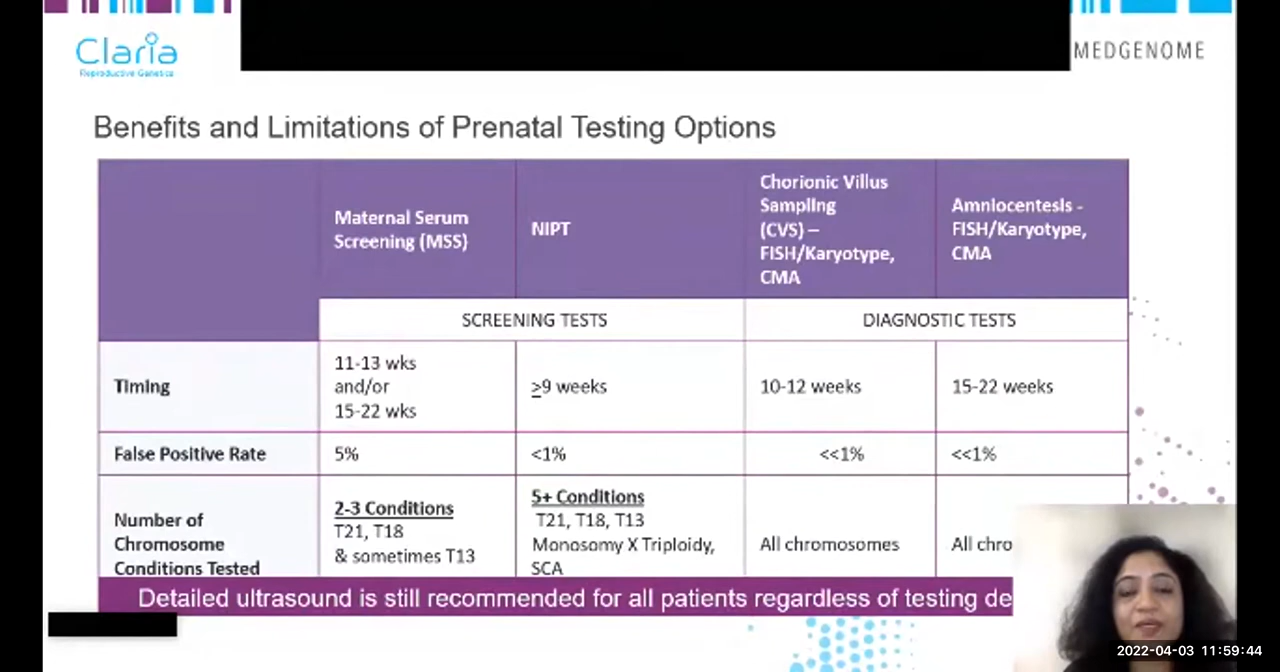 Claria
Reproductive Genetics
MEDGENOME
Benefits and Limitations of Prenatal Testing Options
Maternal Serum
Screening (MSS)
NIPT
Chorionic Villus
Sampling
(CVS) –
FISH/Karyotype,
CMA
Amniocentesis -
FISH/Karyotype,
CMA
SCREENING TESTS
DIAGNOSTIC TESTS
Timing
11-13 wks
and/or
15-22 wks
≥9 weeks
10-12 weeks
15-22 weeks
False Positive Rate
5%
<1%
<<1%
<<1%
Number of
Chromosome
Conditions Tested
2-3 Conditions
T21, T18
& sometimes T13
5+ Conditions
T21, T18, T13
Monosomy X Triploidy,
SCA
All chromosomes
All chro
Detailed ultrasound is still recommended for all patients regardless of testing de
2022-04-03 11:59:44